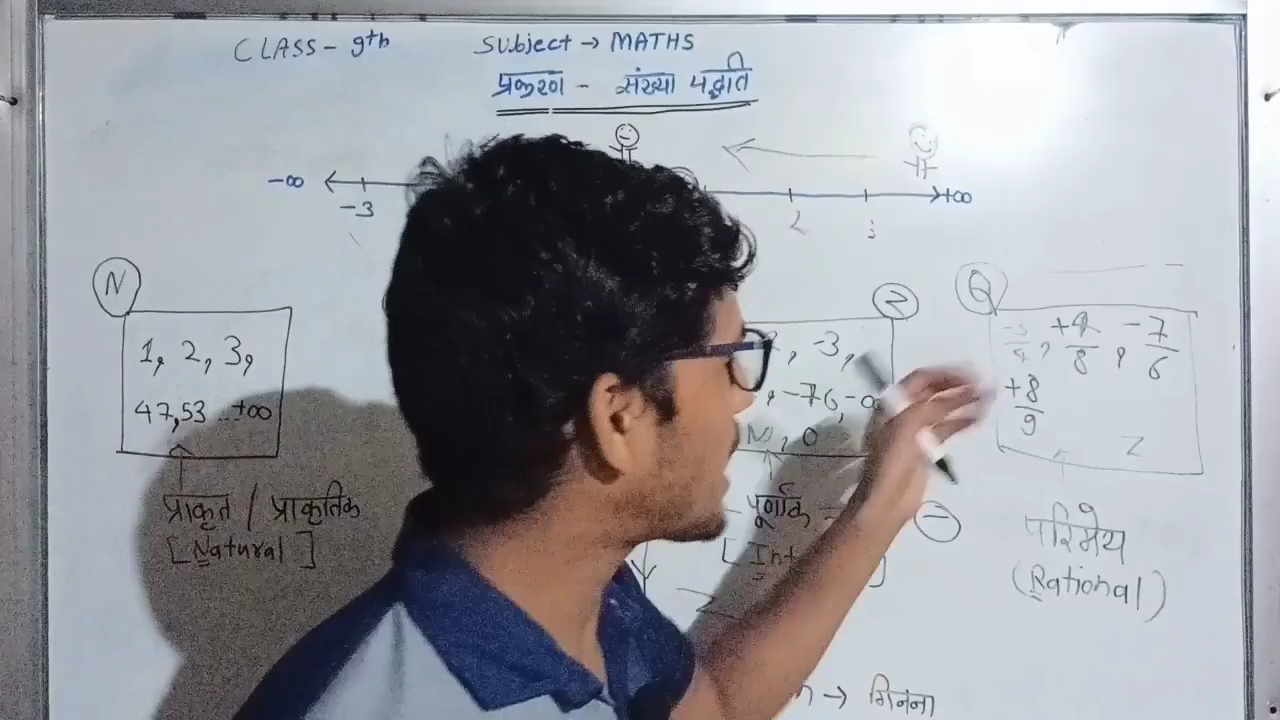 CLASS- 9th Subject → MATHS
प्रकरण - संख्या पद्धति
-∞ +∞
-3 2 3
N
1, 2, 3,
47, 53 +∞
प्राकृत / प्राकृतिक
[ Natural ]
Z
, -3,
, -76, -∞
N, 0
पूर्णांक
[ Int ]
Z
→ गिनना
Q
-3/4, +9/8, -7/6
+8/9
Z
-
परिमेय
(Rational)